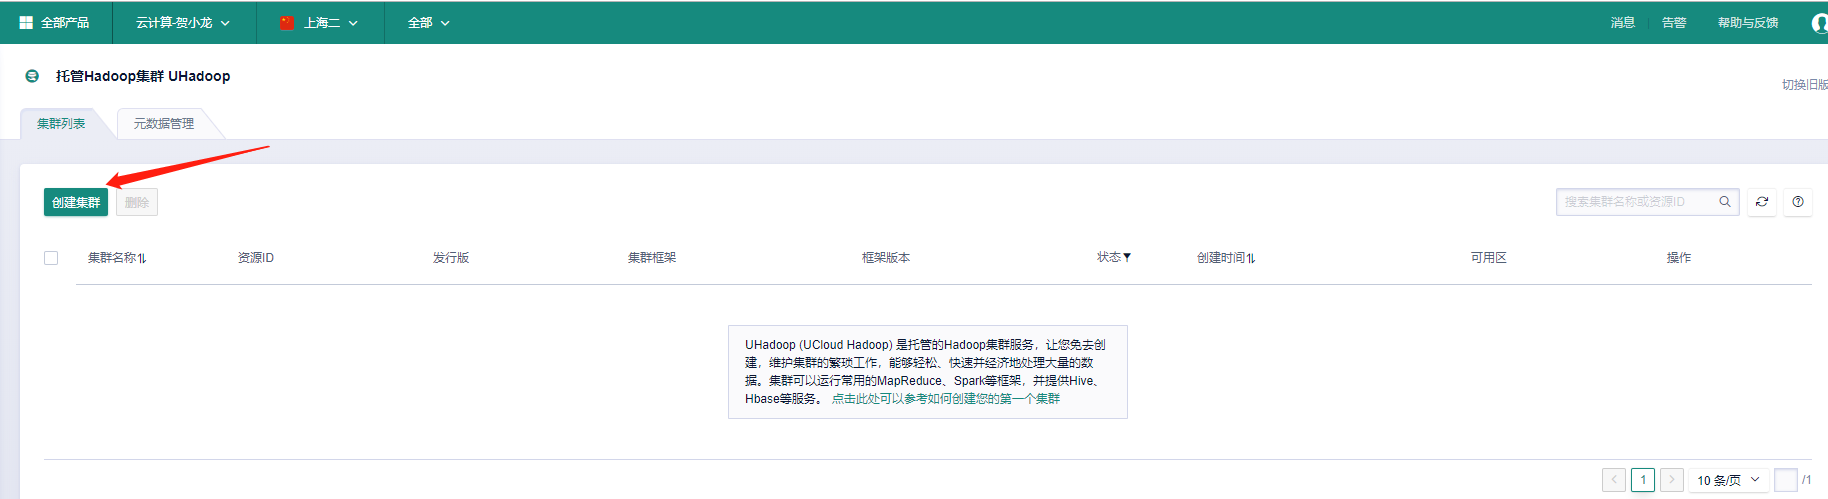 全部产品 云计算-贺小龙 上海二 全部 消息 告警 帮助与反馈
托管Hadoop集群 UHadoop
切换旧版
集群列表 元数据管理
创建集群 删除 搜索集群名称或资源ID
集群名称 资源ID 发行版 集群框架 框架版本 状态 创建时间 可用区 操作
UHadoop (UCloud Hadoop) 是托管的Hadoop集群服务，让您免去创
建，维护集群的繁琐工作，能够轻松、快速并经济地处理大量的数
据。集群可以运行常用的MapReduce、Spark等框架，并提供Hive、
Hbase等服务。 点击此处可以参考如何创建您的第一个集群
1 10 条/页 /1